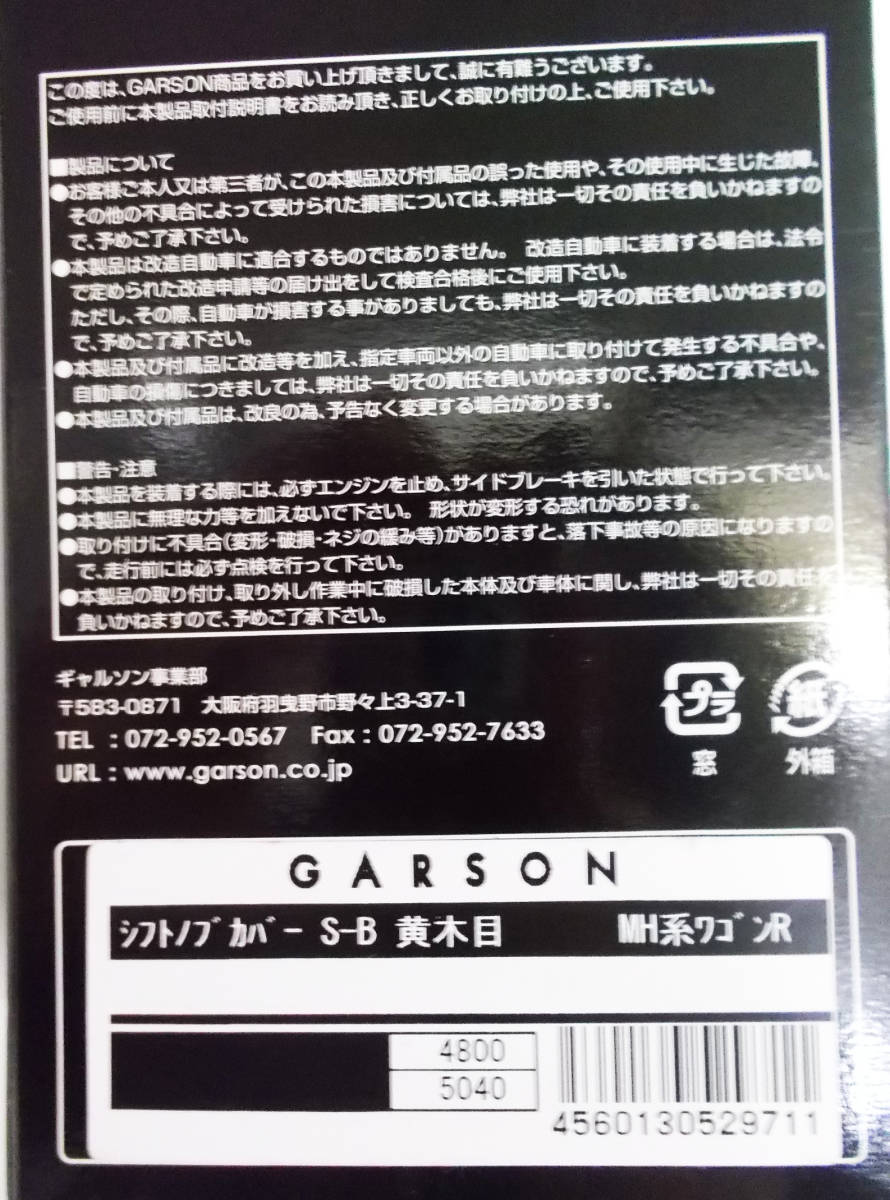 この度は、GARSON商品をお買い上げ頂きまして、誠に有難うございます。
ご使用前に本製品取付説明書をお読み頂き、正しくお取り付けの上、ご使用下さい。
■製品について
●お客様ご本人又は第三者が、この本製品及び付属品の誤った使用や、その使用中に生じた故障、
その他の不具合によって受けられた損害については、弊社は一切その責任を負いかねますの
で、予めご了承下さい。
●本製品は改造自動車に適合するものではありません。 改造自動車に装着する場合は、法令
で定められた改造申請等の届け出をして検査合格後にご使用下さい。
ただし、その際、自動車が損害する事がありましても、弊社は一切その責任を負いかねますの
で、予めご了承下さい。
●本製品及び付属品に改造等を加え、指定車両以外の自動車に取り付けて発生する不具合や、
自動車の損傷につきましては、弊社は一切その責任を負いかねますので、予めご了承下さい。
●本製品及び付属品は、改良の為、予告なく変更する場合があります。
■警告・注意
●本製品を装着する際には、必ずエンジンを止め、サイドブレーキを引いた状態で行って下さい。
●本製品に無理な力等を加えないで下さい。 形状が変形する恐れがあります。
●取り付けに不具合(変形・破損・ネジの緩み等)がありますと、落下事故等の原因になりますの
で、走行前には必ず点検を行って下さい。
●本製品の取り付け、取り外し作業中に破損した本体及び車体に関し、弊社は一切その責任を
負いかねますので、予めご了承下さい。
ギャルソン事業部
〒583-0871 大阪府羽曳野市野々上3-37-1
TEL : 072-952-0567 Fax : 072-952-7633
URL : www.garson.co.jp
プラ 紙
窓 外箱
GARSON
ｼﾌﾄﾉﾌﾞｶﾊﾞｰ S-B 黄木目 MH系ﾜｺﾞﾝR
4800
5040
4560130529711